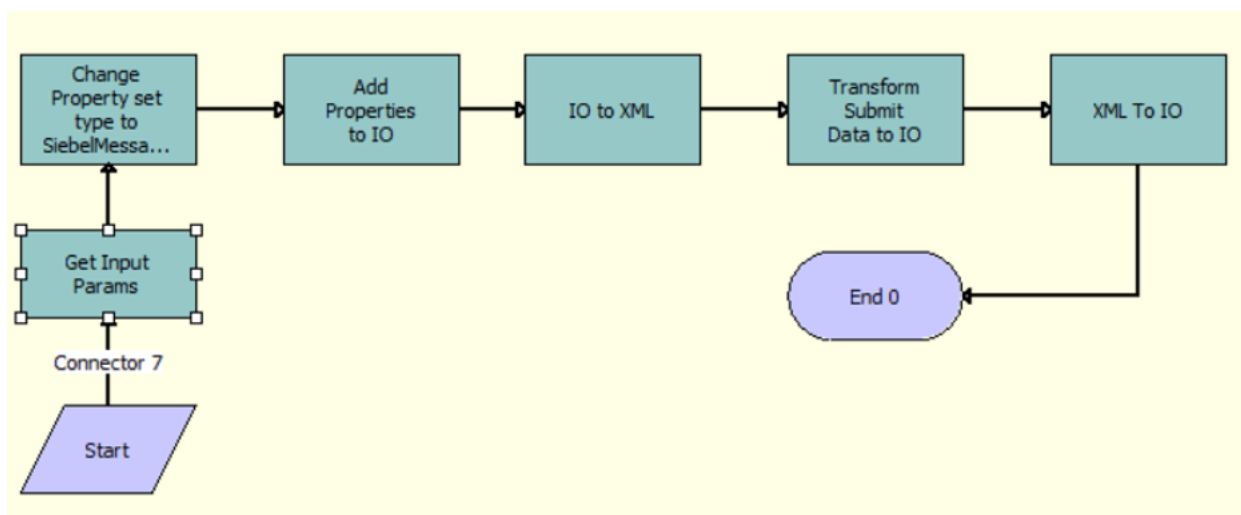 Change
Property set
type to
SiebelMessa...
Add
Properties
to IO
IO to XML
Transform
Submit
Data to IO
XML To IO
Get Input
Params
End 0
Connector 7
Start